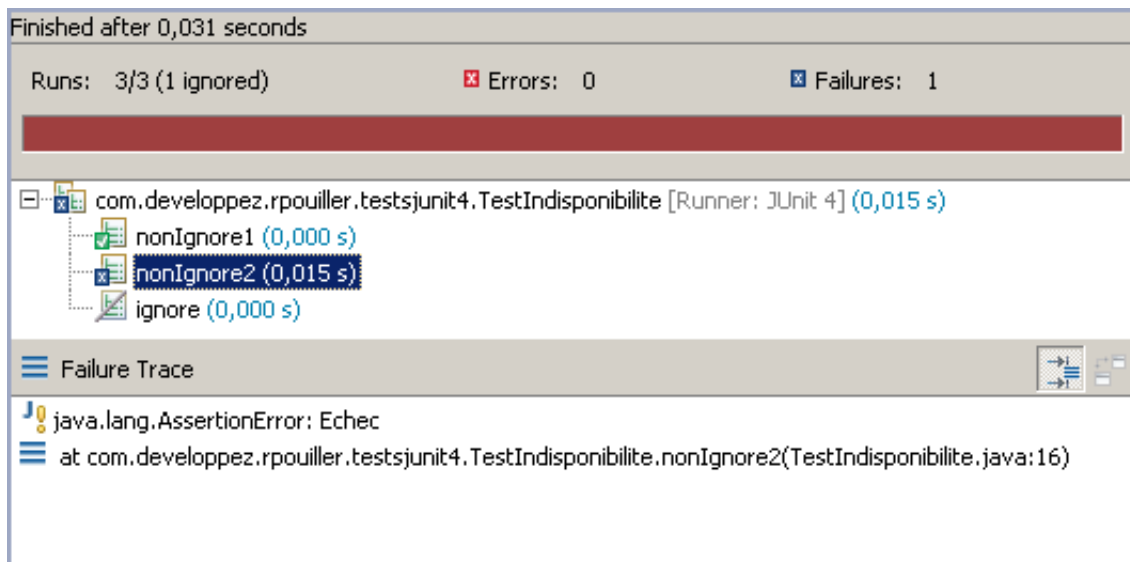 Finished after 0,031 seconds
Runs: 3/3 (1 ignored) Errors: 0 Failures: 1
com.developpez.rpouiller.testsjunit4.TestIndisponibilite [Runner: JUnit 4] (0,015 s)
nonIgnore1 (0,000 s)
nonIgnore2 (0,015 s)
ignore (0,000 s)
Failure Trace
java.lang.AssertionError: Echec
at com.developpez.rpouiller.testsjunit4.TestIndisponibilite.nonIgnore2(TestIndisponibilite.java:16)